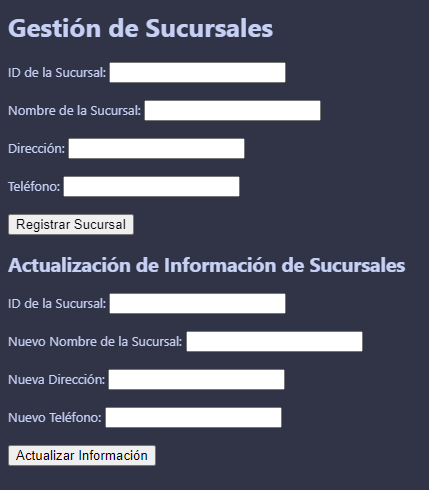 Gestión de Sucursales
ID de la Sucursal:
Nombre de la Sucursal:
Dirección:
Teléfono:
Registrar Sucursal
Actualización de Información de Sucursales
ID de la Sucursal:
Nuevo Nombre de la Sucursal:
Nueva Dirección:
Nuevo Teléfono:
Actualizar Información